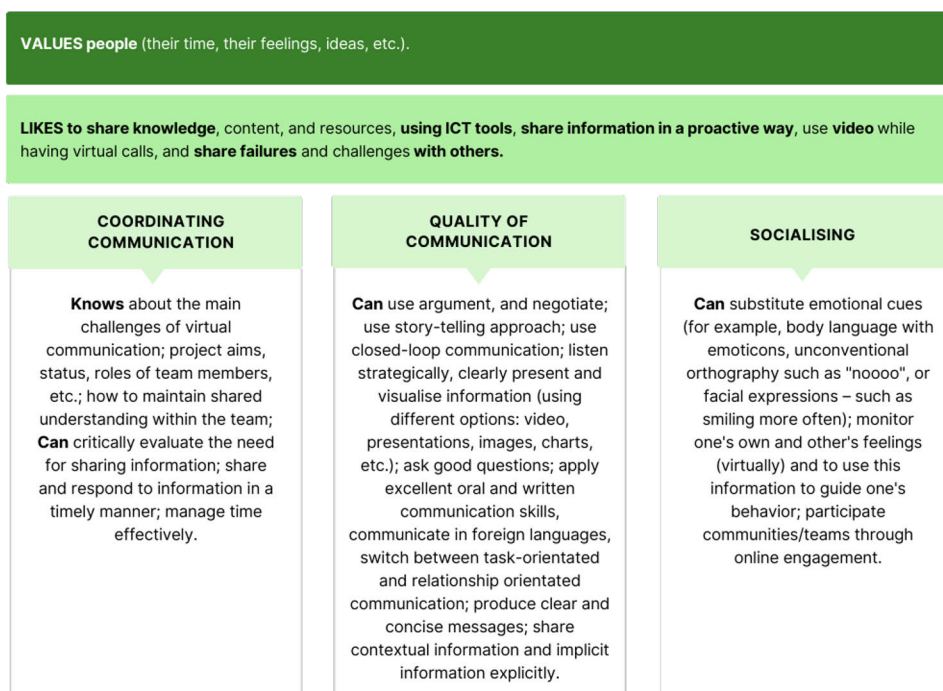 VALUES people (their time, their feelings, ideas, etc.).
LIKES to share knowledge, content, and resources, using ICT tools, share information in a proactive way, use video while
having virtual calls, and share failures and challenges with others.
COORDINATING
COMMUNICATION
Knows about the main
challenges of virtual
communication; project aims,
status, roles of team members,
etc.; how to maintain shared
understanding within the team;
Can critically evaluate the need
for sharing information; share
and respond to information in a
timely manner; manage time
effectively.
QUALITY OF
COMMUNICATION
Can use argument, and negotiate;
use story-telling approach; use
closed-loop communication; listen
strategically, clearly present and
visualise information (using
different options: video,
presentations, images, charts,
etc.); ask good questions; apply
excellent oral and written
communication skills,
communicate in foreign languages,
switch between task-orientated
and relationship orientated
communication; produce clear and
concise messages; share
contextual information and implicit
information explicitly.
SOCIALISING
Can substitute emotional cues
(for example, body language with
emoticons, unconventional
orthography such as "noooo", or
facial expressions – such as
smiling more often); monitor
one's own and other's feelings
(virtually) and to use this
information to guide one's
behavior; participate
communities/teams through
online engagement.